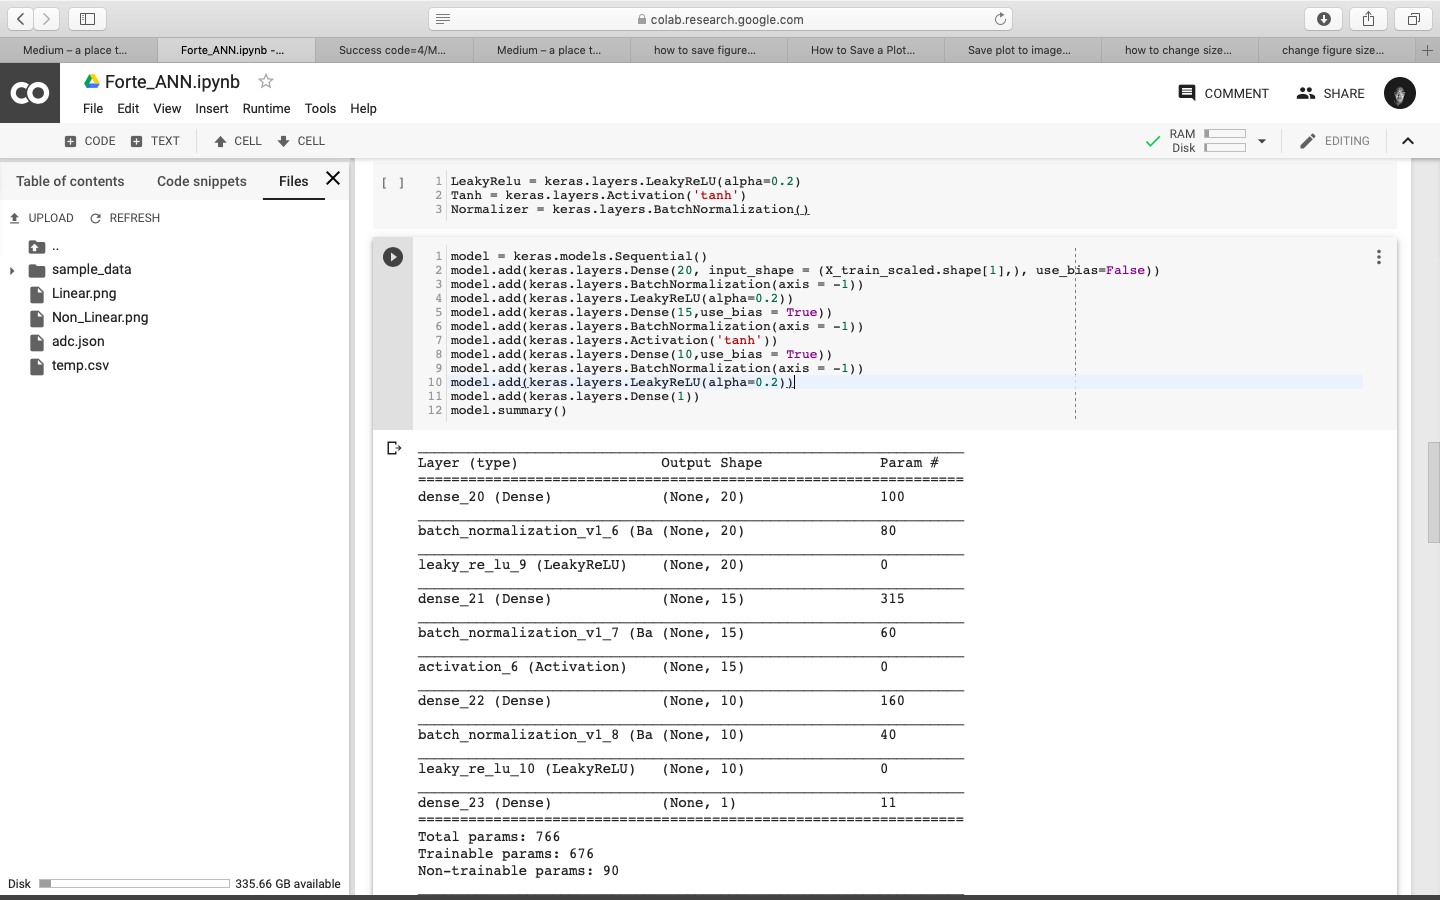 colab.research.google.com
Medium – a place t...
Forte_ANN.ipynb -...
Success code=4/M...
Medium – a place t...
how to save figure...
How to Save a Plot...
Save plot to image...
how to change size...
change figure size...
CO
Forte_ANN.ipynb
COMMENT
SHARE
File Edit View Insert Runtime Tools Help
CODE TEXT CELL CELL
RAM
Disk
EDITING
Table of contents Code snippets Files
UPLOAD REFRESH
..
sample_data
Linear.png
Non_Linear.png
adc.json
temp.csv
Disk 335.66 GB available
[ ]
1 LeakyRelu = keras.layers.LeakyReLU(alpha=0.2)
2 Tanh = keras.layers.Activation('tanh')
3 Normalizer = keras.layers.BatchNormalization()
1 model = keras.models.Sequential()
2 model.add(keras.layers.Dense(20, input_shape = (X_train_scaled.shape[1],), use_bias=False))
3 model.add(keras.layers.BatchNormalization(axis = -1))
4 model.add(keras.layers.LeakyReLU(alpha=0.2))
5 model.add(keras.layers.Dense(15,use_bias = True))
6 model.add(keras.layers.BatchNormalization(axis = -1))
7 model.add(keras.layers.Activation('tanh'))
8 model.add(keras.layers.Dense(10,use_bias = True))
9 model.add(keras.layers.BatchNormalization(axis = -1))
10 model.add(keras.layers.LeakyReLU(alpha=0.2))
11 model.add(keras.layers.Dense(1))
12 model.summary()
Layer (type) Output Shape Param #
=================================================================
dense_20 (Dense) (None, 20) 100
batch_normalization_v1_6 (Ba (None, 20) 80
leaky_re_lu_9 (LeakyReLU) (None, 20) 0
dense_21 (Dense) (None, 15) 315
batch_normalization_v1_7 (Ba (None, 15) 60
activation_6 (Activation) (None, 15) 0
dense_22 (Dense) (None, 10) 160
batch_normalization_v1_8 (Ba (None, 10) 40
leaky_re_lu_10 (LeakyReLU) (None, 10) 0
dense_23 (Dense) (None, 1) 11
=================================================================
Total params: 766
Trainable params: 676
Non-trainable params: 90